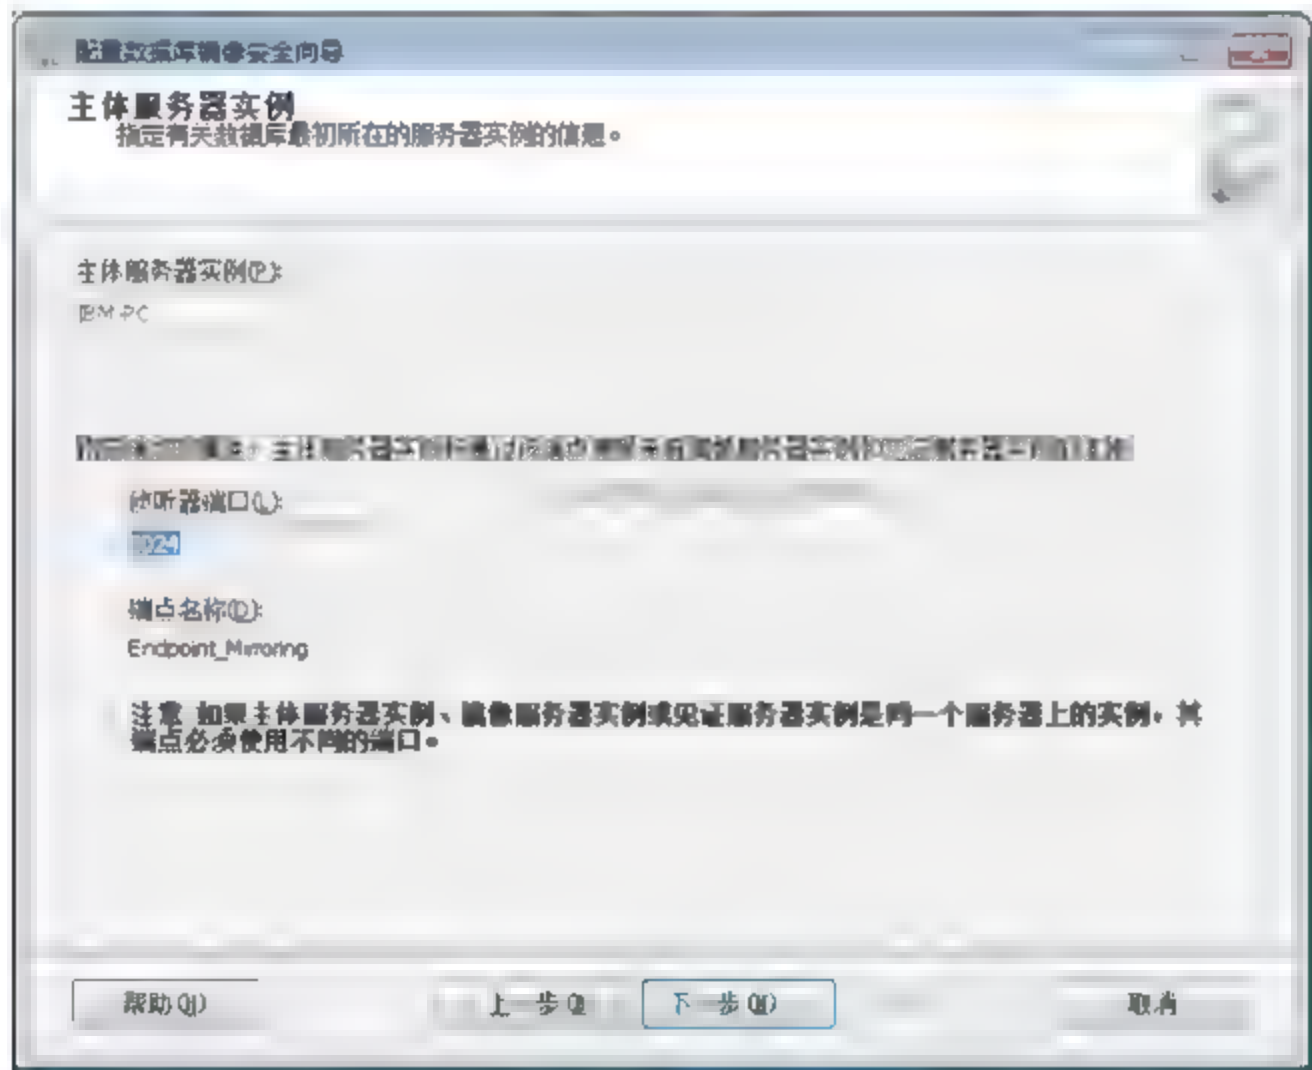 配置数据库镜像安全向导
主体服务器实例
指定有关数据库最初所在的服务器实例的信息。
主体服务器实例(P):
IBM-PC
侦听器端口(L):
端点名称(D):
Endpoint_Mirroring
注意 如果主体服务器实例、镜像服务器实例或见证服务器实例是同一个服务器上的实例，其
端点必须使用不同的端口。
帮助(H)
上一步
下一步(N)
取消